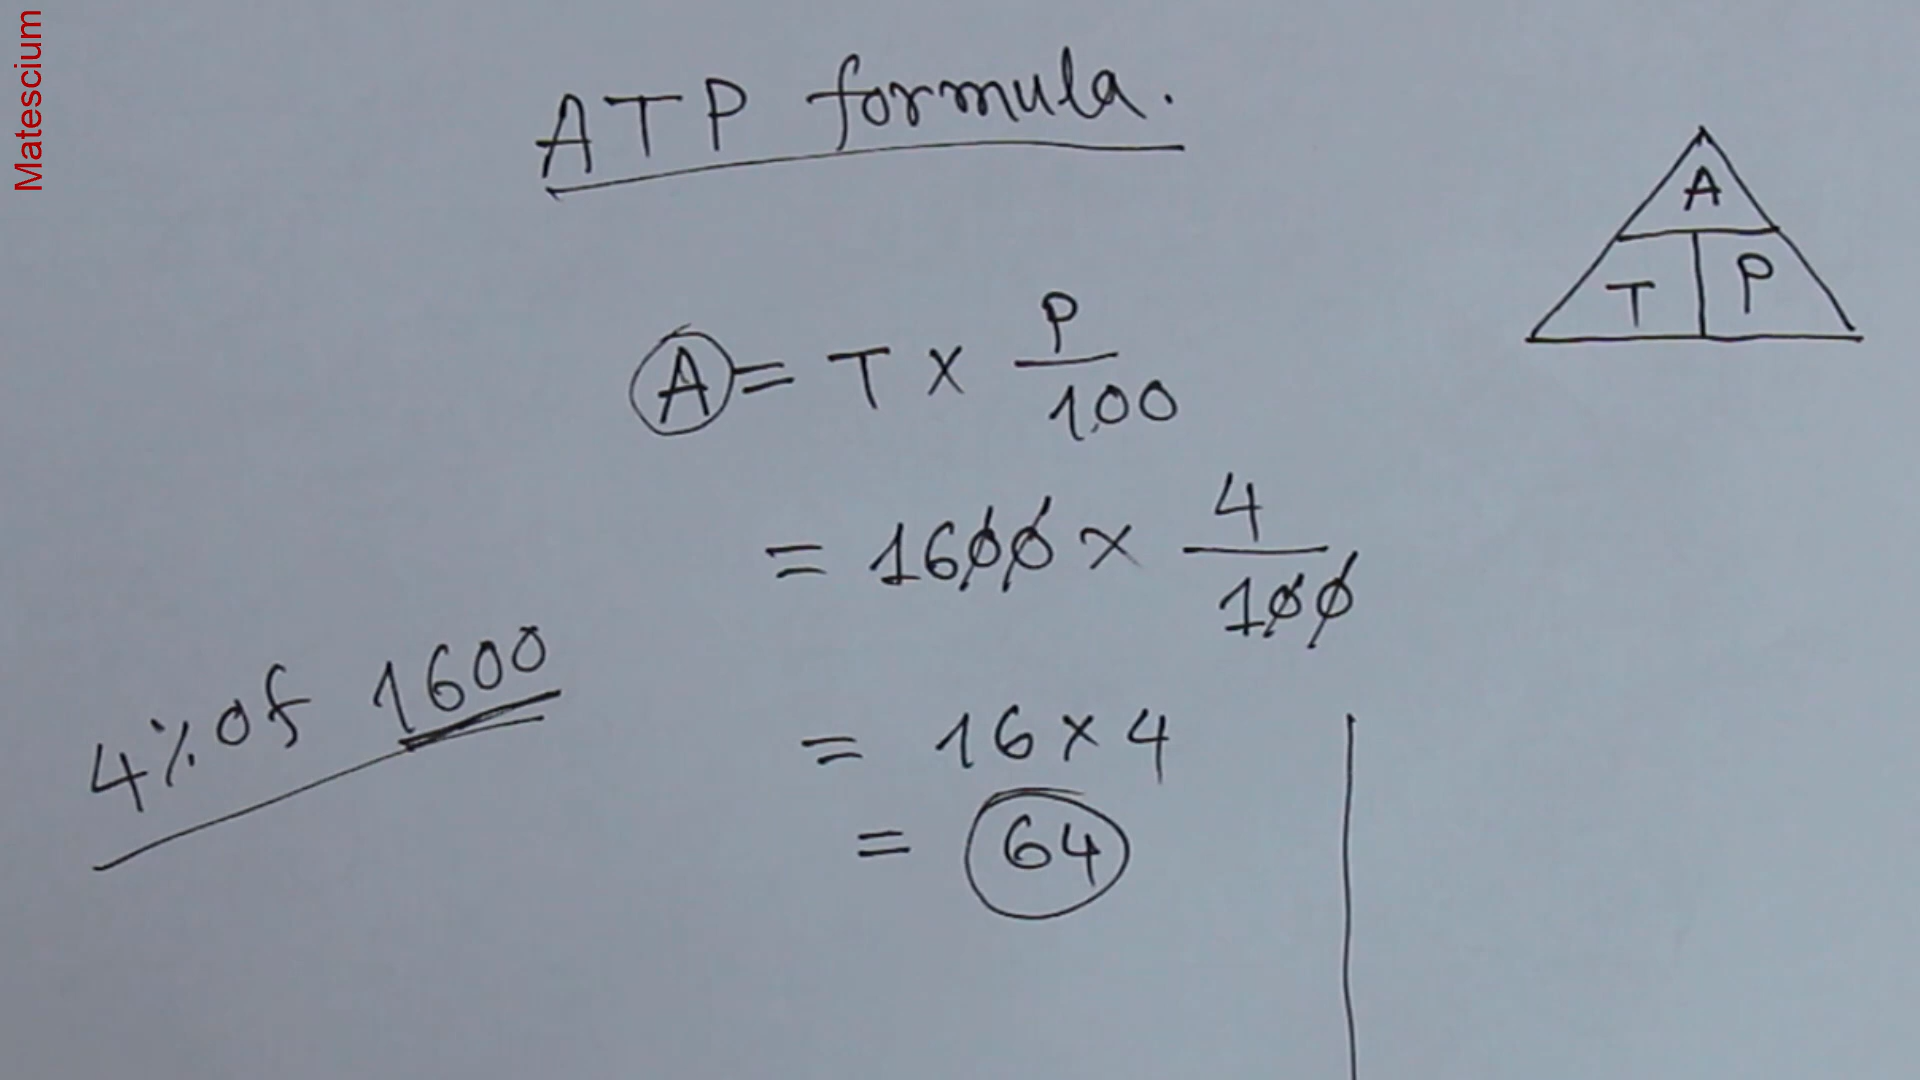 Matescium
ATP formula.
A
T P
A = T × P/100
= 1600 × 4/100
4% of 1600
= 16 × 4
= 64